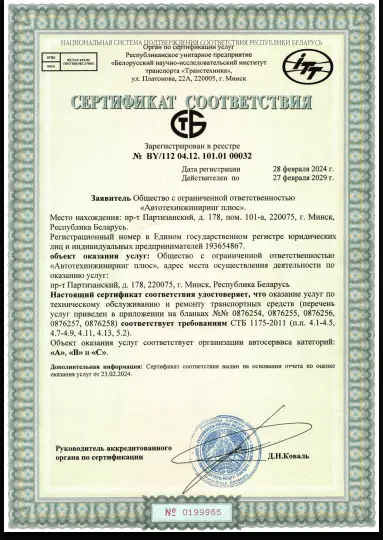 НАЦИОНАЛЬНАЯ СИСТЕМА ПОДТВЕРЖДЕНИЯ СООТВЕТСТВИЯ РЕСПУБЛИКИ БЕЛАРУСЬ
Орган по сертификации услуг
Республиканское унитарное предприятие
«Белорусский научно-исследовательский институт
транспорта «Транстехника»,
ул. Платонова, 22А, 220005, г. Минск
СЕРТИФИКАТ СООТВЕТСТВИЯ
СТБ
Зарегистрирован в реестре
№ BY/112 04.12. 101.01 00032
Дата регистрации 28 февраля 2024 г.
Действителен по 27 февраля 2029 г.
Заявитель Общество с ограниченной ответственностью
«Автотехинжиниринг плюс».
Место нахождения: пр-т Партизанский, д. 178, пом. 101-а, 220075, г. Минск,
Республика Беларусь.
Регистрационный номер в Едином государственном регистре юридических
лиц и индивидуальных предпринимателей 193654867.
объект оказания услуг: Общество с ограниченной ответственностью
«Автотехинжиниринг плюс», адрес места осуществления деятельности по
оказанию услуг:
пр-т Партизанский, д. 178, 220075, г. Минск, Республика Беларусь.
Настоящий сертификат соответствия удостоверяет, что оказание услуг по
техническому обслуживанию и ремонту транспортных средств (перечень
услуг приведен в приложении на бланках №№ 0876254, 0876255, 0876256,
0876257, 0876258) соответствует требованиям СТБ 1175-2011 (п.п. 4.1-4.5,
4.7-4.9, 4.11, 4.13, 5.2).
Объект оказания услуг соответствует организации автосервиса категорий:
«А», «В» и «С».
Дополнительная информация: Сертификат соответствия выдан на основании отчета по оценке
оказания услуг от 23.02.2024.
Руководитель аккредитованного
органа по сертификации
Д.Н.Коваль
№ 0199965